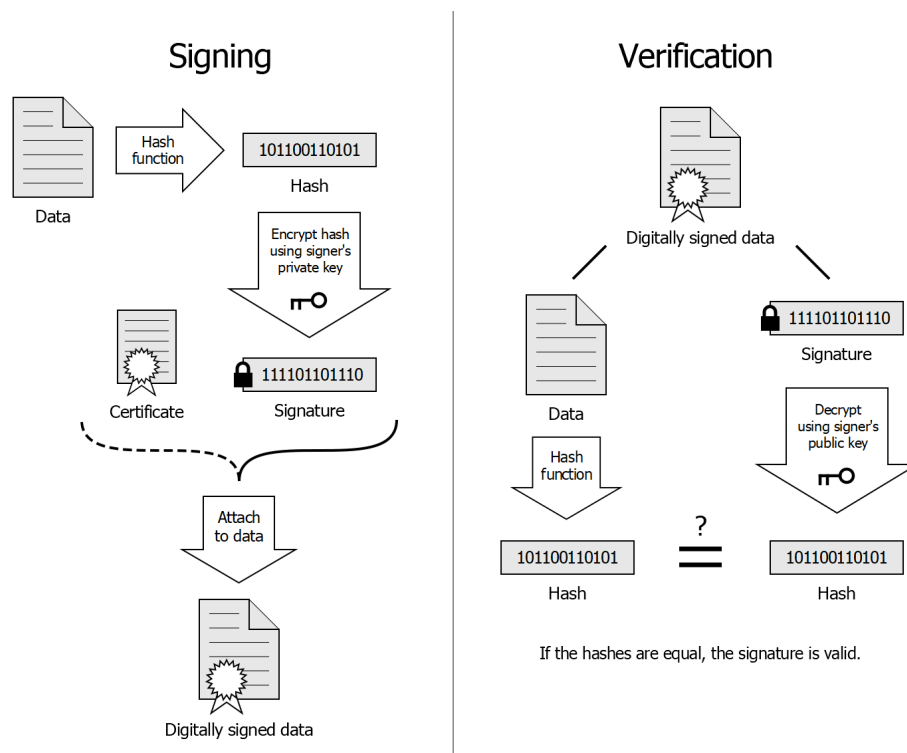 Signing
Data
Hash
function
101100110101
Hash
Encrypt hash
using signer's
private key
Certificate
111101101110
Signature
Attach
to data
Digitally signed data
Verification
Digitally signed data
Data
111101101110
Signature
Hash
function
Decrypt
using signer's
public key
101100110101
Hash
?
=
101100110101
Hash
If the hashes are equal, the signature is valid.